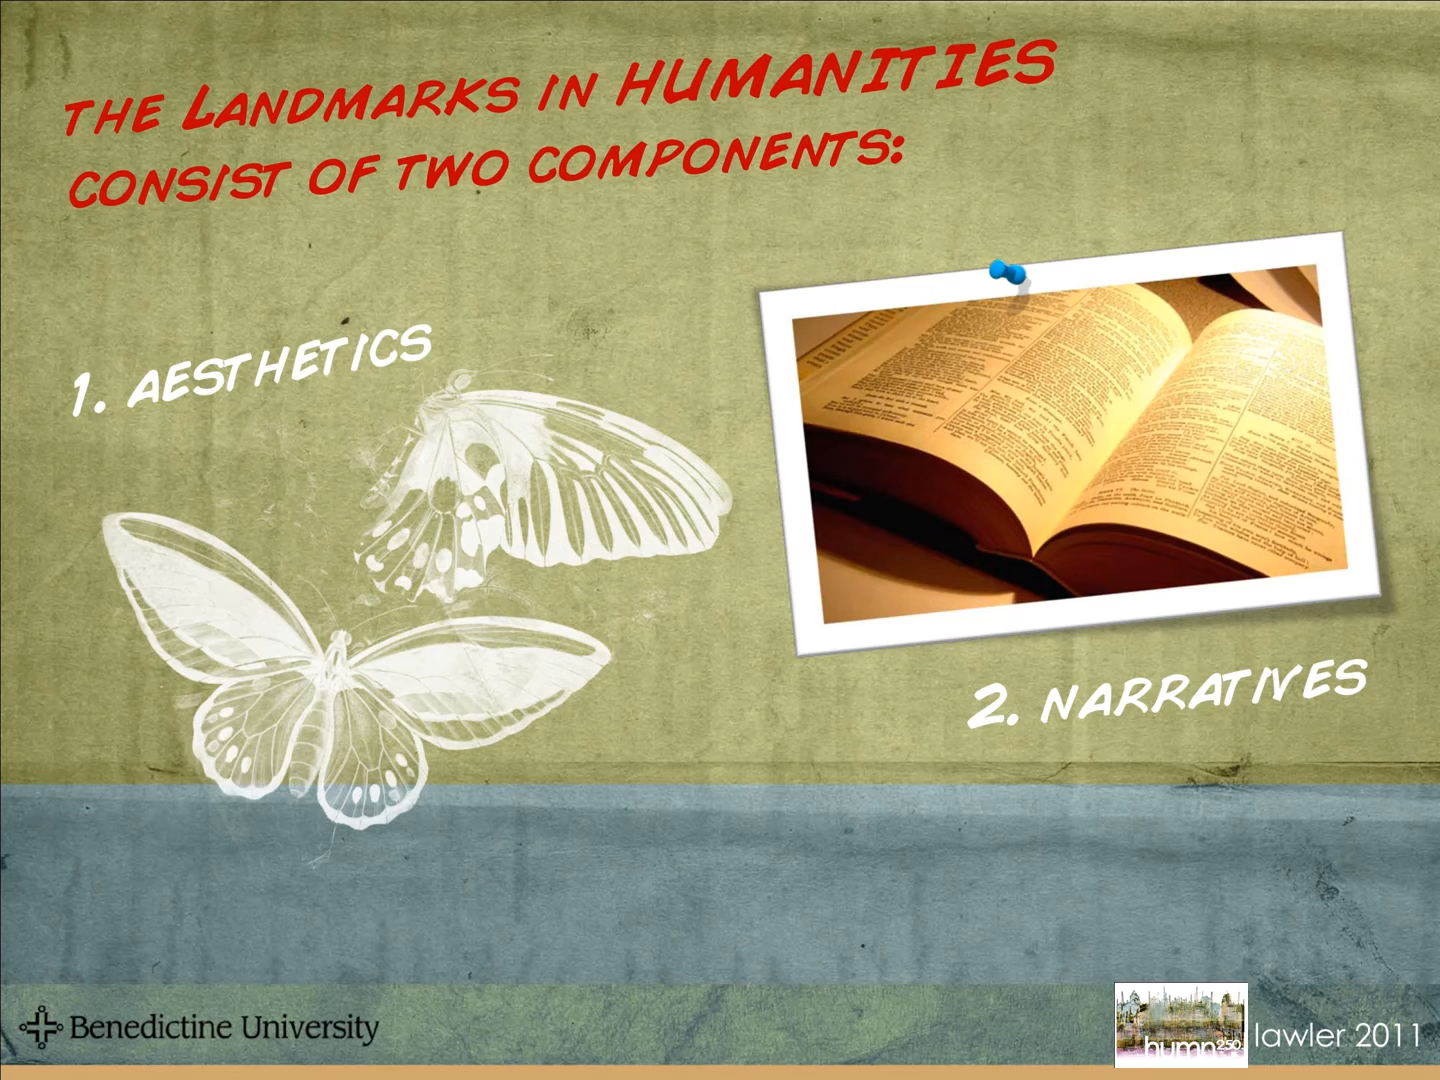 THE LANDMARKS IN HUMANITIES
CONSIST OF TWO COMPONENTS:
1. AESTHETICS
2. NARRATIVES
Benedictine University
humn250
lawler 2011